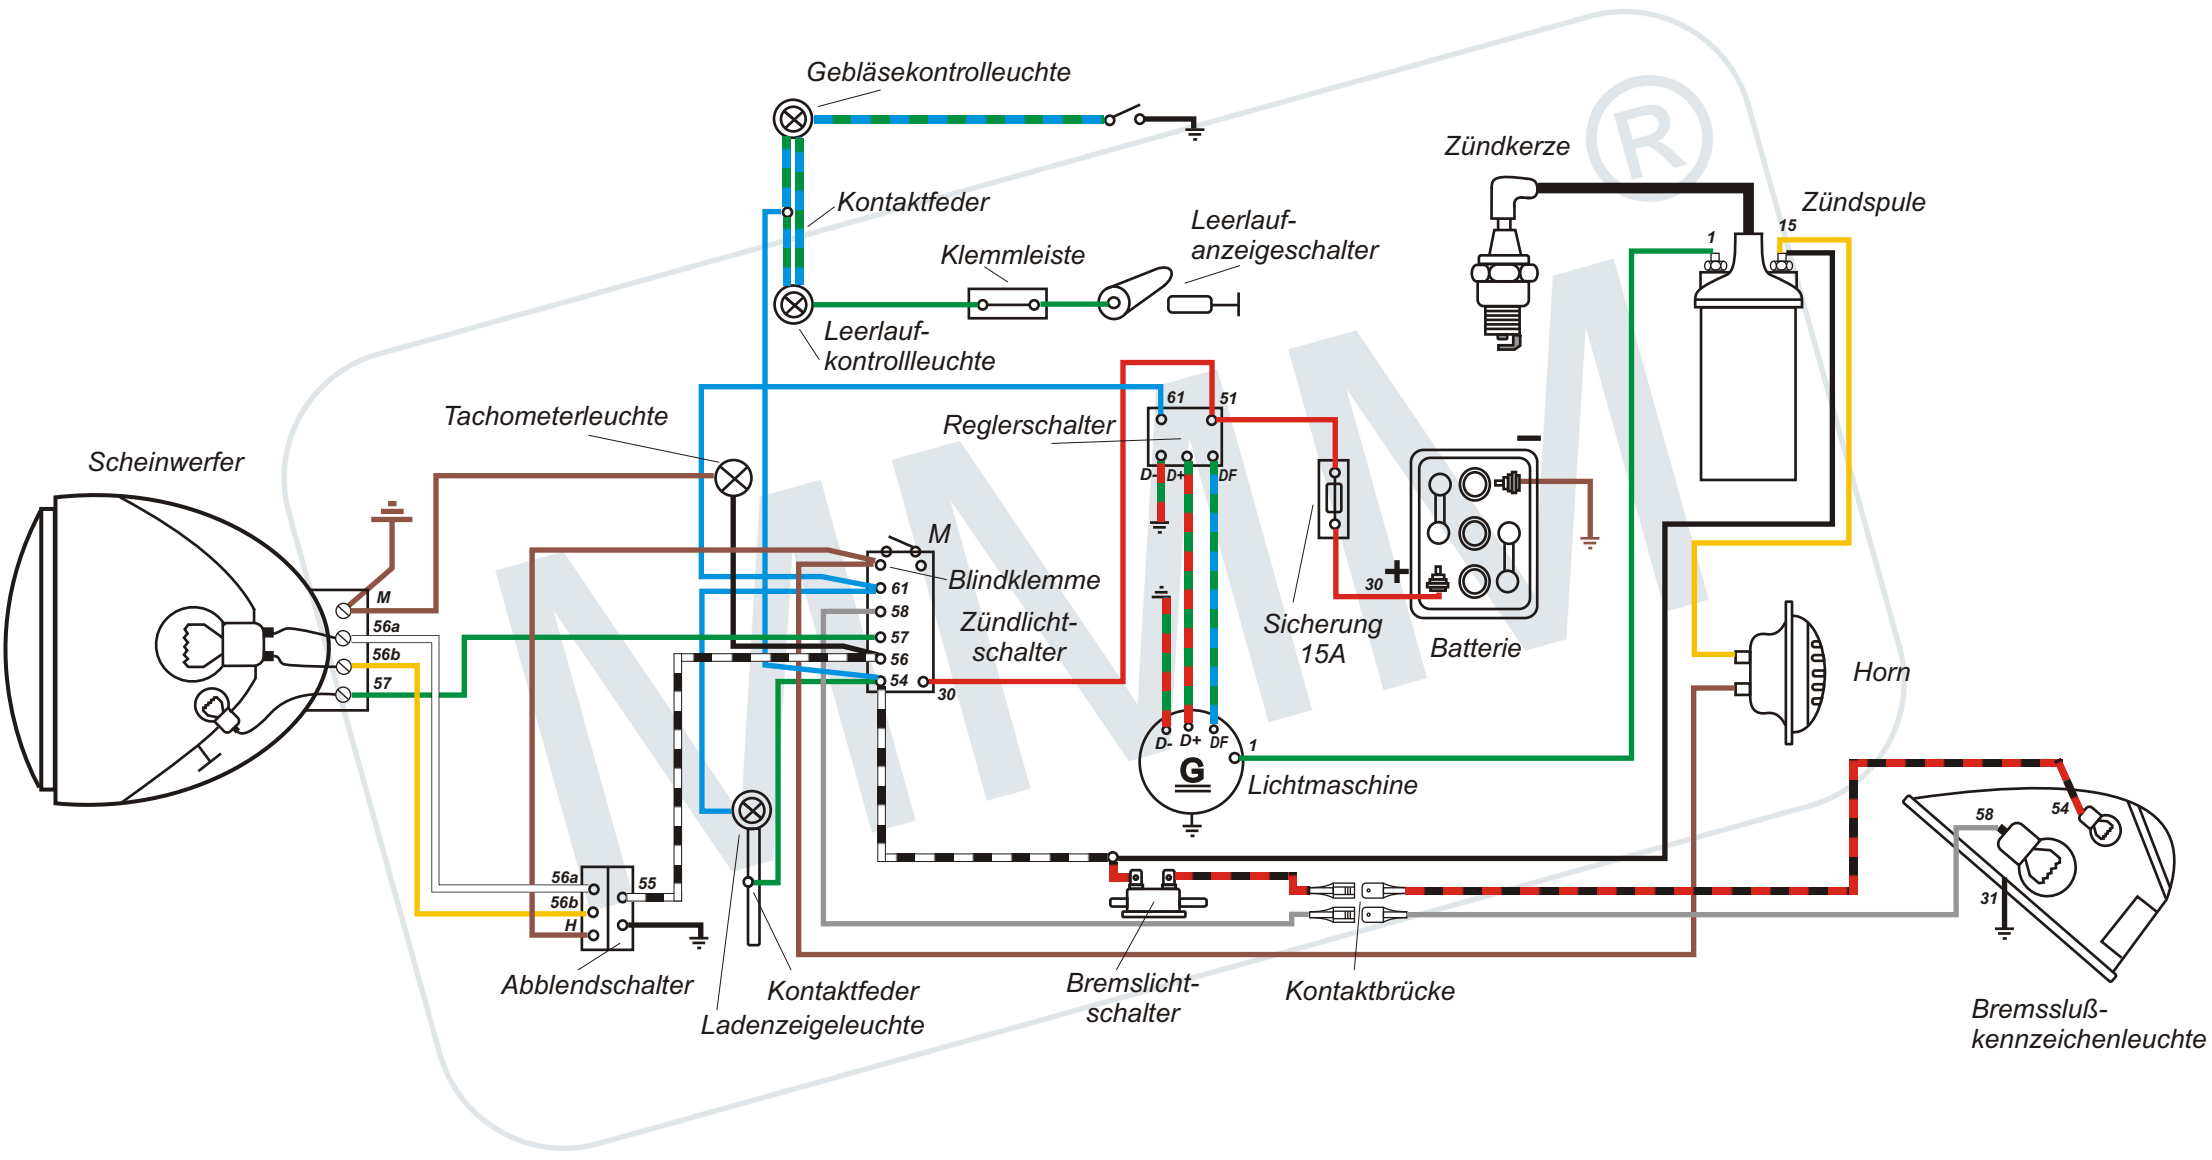 Gebläsekontrolleuchte
Kontaktfeder
Klemmleiste
Leerlauf-
anzeigeschalter
Leerlauf-
kontrollleuchte
Zündkerze
Zündspule
1
15
®
MMM
Tachometerleuchte
Scheinwerfer
Reglerschalter
61
51
D-
D+
DF
M
Blindklemme
61
58
57
56
54
30
Zündlicht-
schalter
Sicherung
15A
30
+
−
Batterie
Horn
M
56a
56b
57
D-
D+
DF
1
G
Lichtmaschine
56a
56b
H
55
Abblendschalter
Kontaktfeder
Ladenzeigeleuchte
Bremslicht-
schalter
Kontaktbrücke
58
54
31
Bremssluß-
kennzeichenleuchte